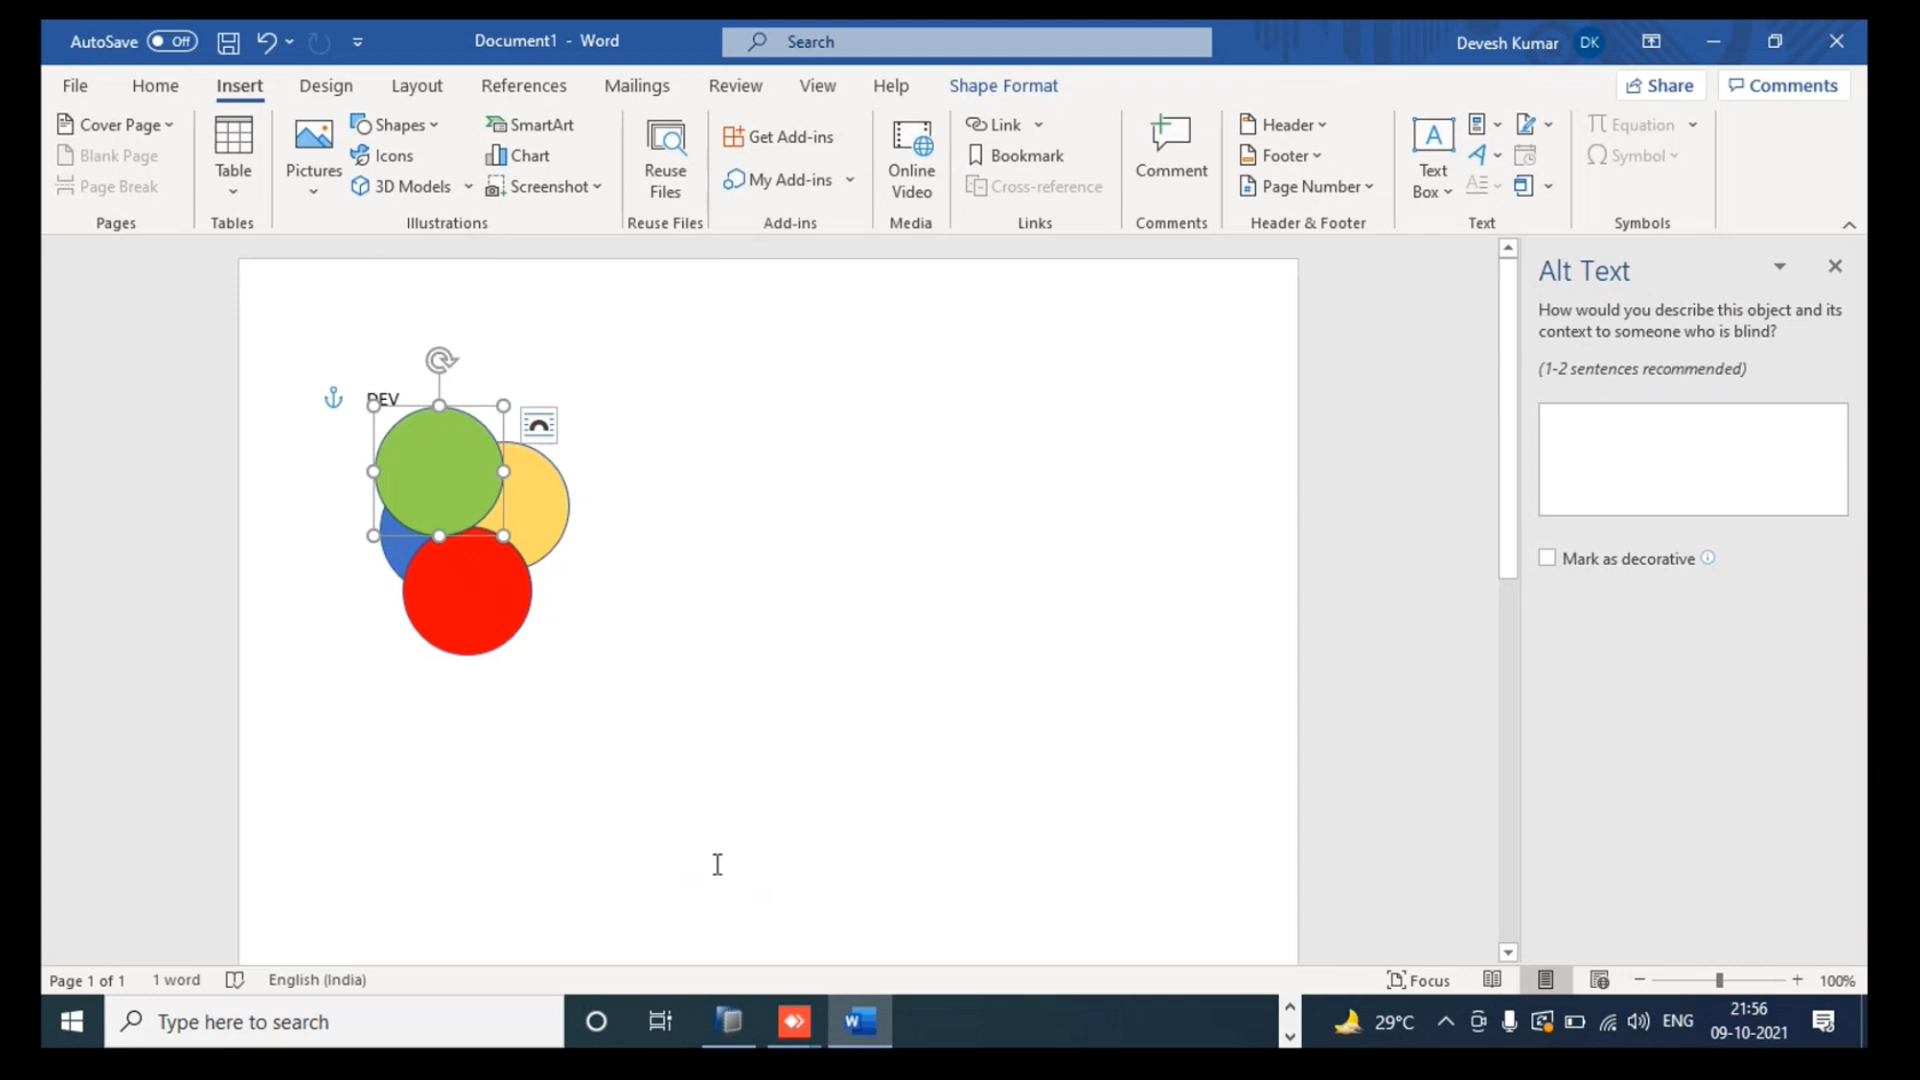 AutoSave Off Document1 - Word Search Devesh Kumar DK
File Home Insert Design Layout References Mailings Review View Help Shape Format Share Comments
Cover Page
Blank Page
Page Break
Pages
Table
Tables
Pictures
Shapes
Icons
3D Models
SmartArt
Chart
Screenshot
Illustrations
Reuse
Files
Reuse Files
Get Add-ins
My Add-ins
Add-ins
Online
Video
Media
Link
Bookmark
Cross-reference
Links
Comment
Comments
Header
Footer
Page Number
Header & Footer
A
Text
Box
Text
Equation
Symbol
Symbols
DEV
Alt Text
How would you describe this object and its
context to someone who is blind?
(1-2 sentences recommended)
Mark as decorative
Page 1 of 1 1 word English (India) Focus 100%
Type here to search
29°C
ENG
21:56
09-10-2021